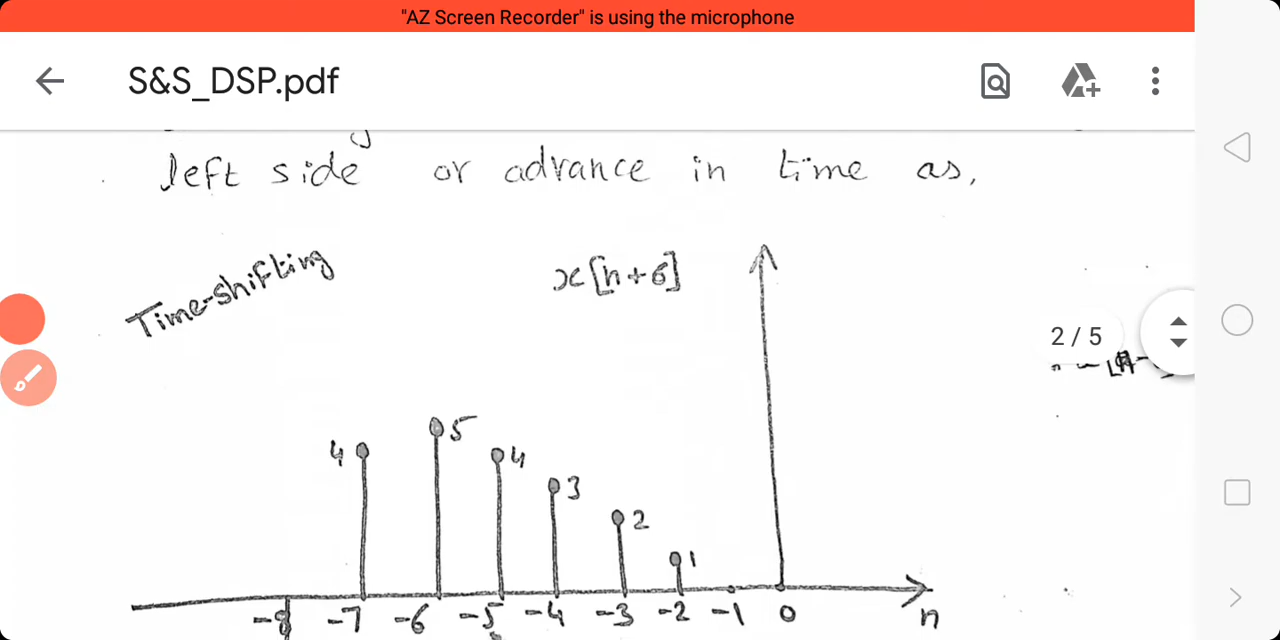 "AZ Screen Recorder" is using the microphone
S&S_DSP.pdf
left side or advance in time as,
Time-shifting
x[n+6]
2 / 5
4 5 4 3 2 1
-8 -7 -6 -5 -4 -3 -2 -1 0 n